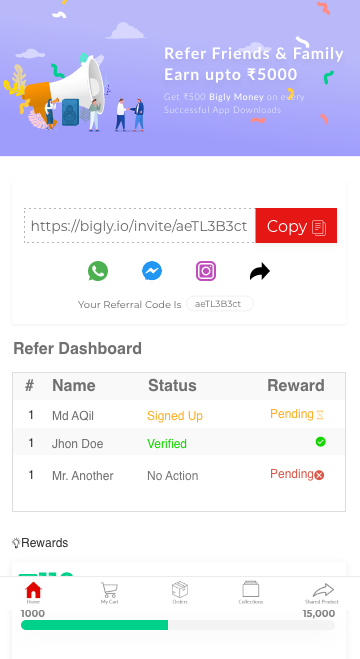 Refer Friends & Family
Earn upto ₹5000
Get ₹500 Bigly Money on every
Successful App Downloads
https://bigly.io/invite/aeTL3B3ct
Copy
Your Referral Code Is aeTL3B3ct
Refer Dashboard
# Name Status Reward
1 Md AQil Signed Up Pending
1 Jhon Doe Verified
1 Mr. Another No Action Pending
Rewards
Home My Cart Orders Collections Shared Product
1000 15,000